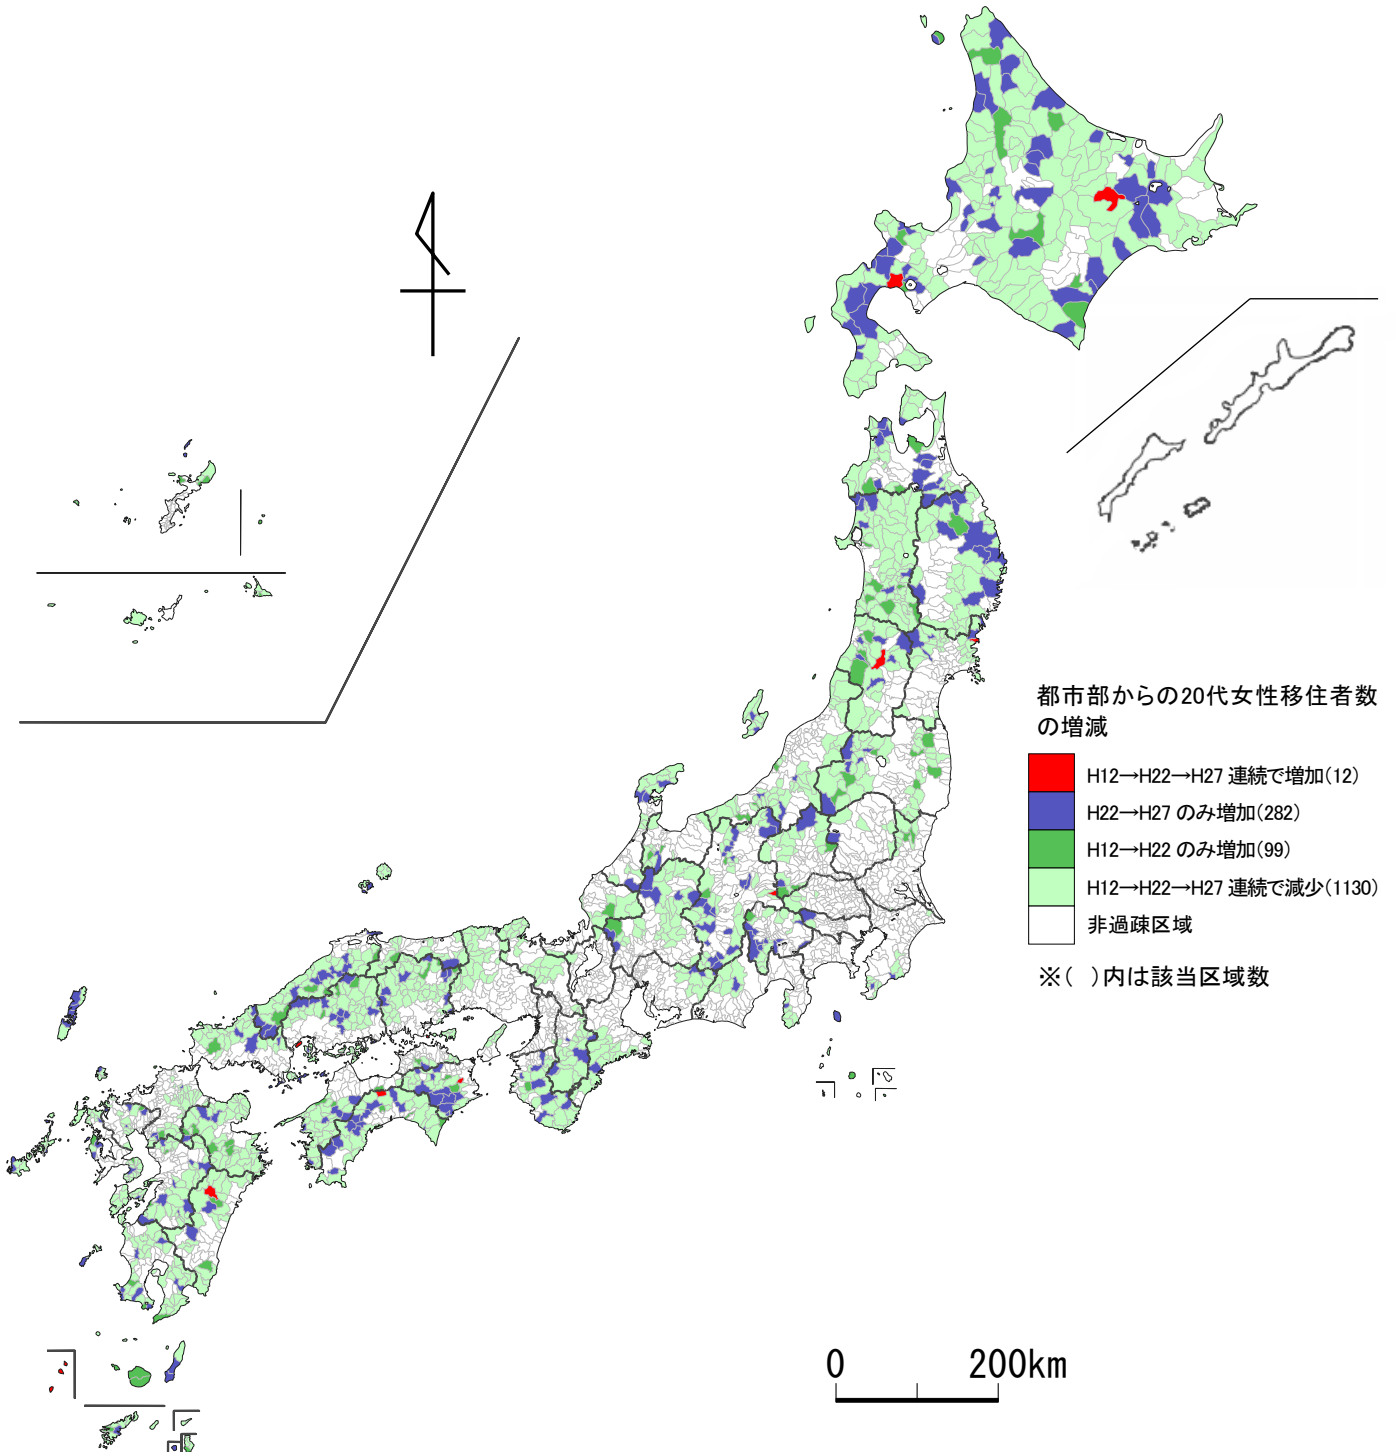 都市部からの20代女性移住者数
の増減
H12→H22→H27 連続で増加(12)
H22→H27 のみ増加(282)
H12→H22 のみ増加(99)
H12→H22→H27 連続で減少(1130)
非過疎区域
※( )内は該当区域数
0 200km